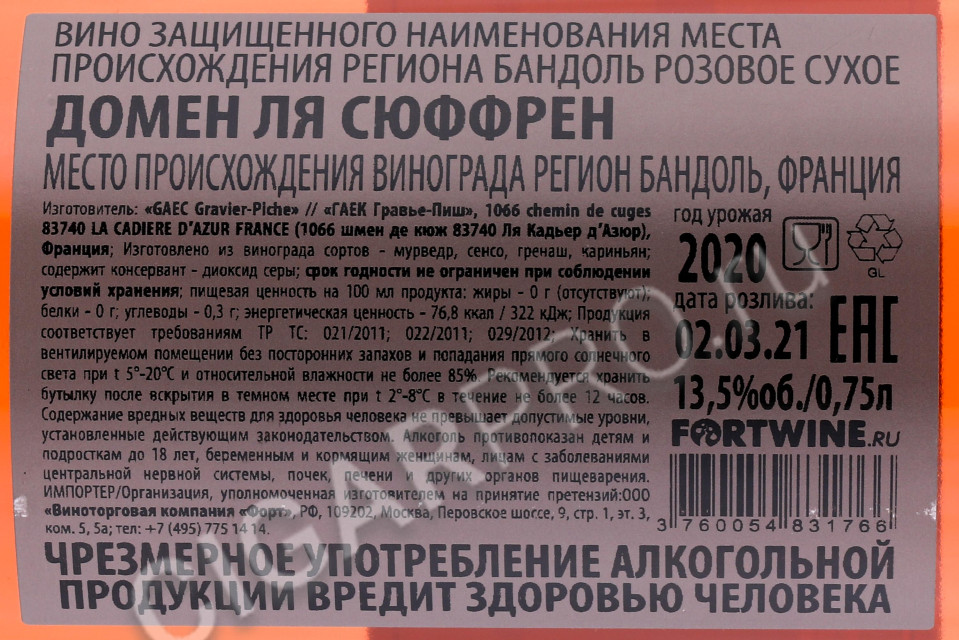 ВИНО ЗАЩИЩЕННОГО НАИМЕНОВАНИЯ МЕСТА
ПРОИСХОЖДЕНИЯ РЕГИОНА БАНДОЛЬ РОЗОВОЕ СУХОЕ
ДОМЕН ЛЯ СЮФФРЕН
МЕСТО ПРОИСХОЖДЕНИЯ ВИНОГРАДА РЕГИОН БАНДОЛЬ, ФРАНЦИЯ
Изготовитель: «GAEC Gravier-Piche» // «ГАЕК Гравье-Пиш», 1066 chemin de cuges
83740 LA CADIERE D'AZUR FRANCE (1066 шмен де кюж 83740 Ля Кадьер д'Азюр),
Франция; Изготовлено из винограда сортов - мурведр, сенсо, гренаш, кариньян;
содержит консервант - диоксид серы; срок годности не ограничен при соблюдении
условий хранения; пищевая ценность на 100 мл продукта: жиры - 0 г (отсутствуют);
белки - 0 г; углеводы - 0,3 г; энергетическая ценность - 76,8 ккал / 322 кДж; Продукция
соответствует требованиям ТР ТС: 021/2011; 022/2011; 029/2012; Хранить в
вентилируемом помещении без посторонних запахов и попадания прямого солнечного
света при t 5°-20°С и относительной влажности не более 85%. Рекомендуется хранить
бутылку после вскрытия в темном месте при t 2°-8°С в течение не более 12 часов.
Содержание вредных веществ для здоровья человека не превышает допустимые уровни,
установленные действующим законодательством. Алкоголь противопоказан детям и
подросткам до 18 лет, беременным и кормящим женщинам, лицам с заболеваниями
центральной нервной системы, почек, печени и других органов пищеварения.
ИМПОРТЕР/Организация, уполномоченная изготовителем на принятие претензий:ООО
«Виноторговая компания «Форт», РФ, 109202, Москва, Перовское шоссе, 9, стр. 1, эт. 3,
ком. 5, 5а; тел: +7 (495) 775 14 14.
год урожая
2020
GL
дата розлива:
02.03.21
EAC
13,5%об./0,75л
FORTWINE.RU
3 760054 831766
ЧРЕЗМЕРНОЕ УПОТРЕБЛЕНИЕ АЛКОГОЛЬНОЙ
ПРОДУКЦИИ ВРЕДИТ ЗДОРОВЬЮ ЧЕЛОВЕКА
CIGARPRO.ru